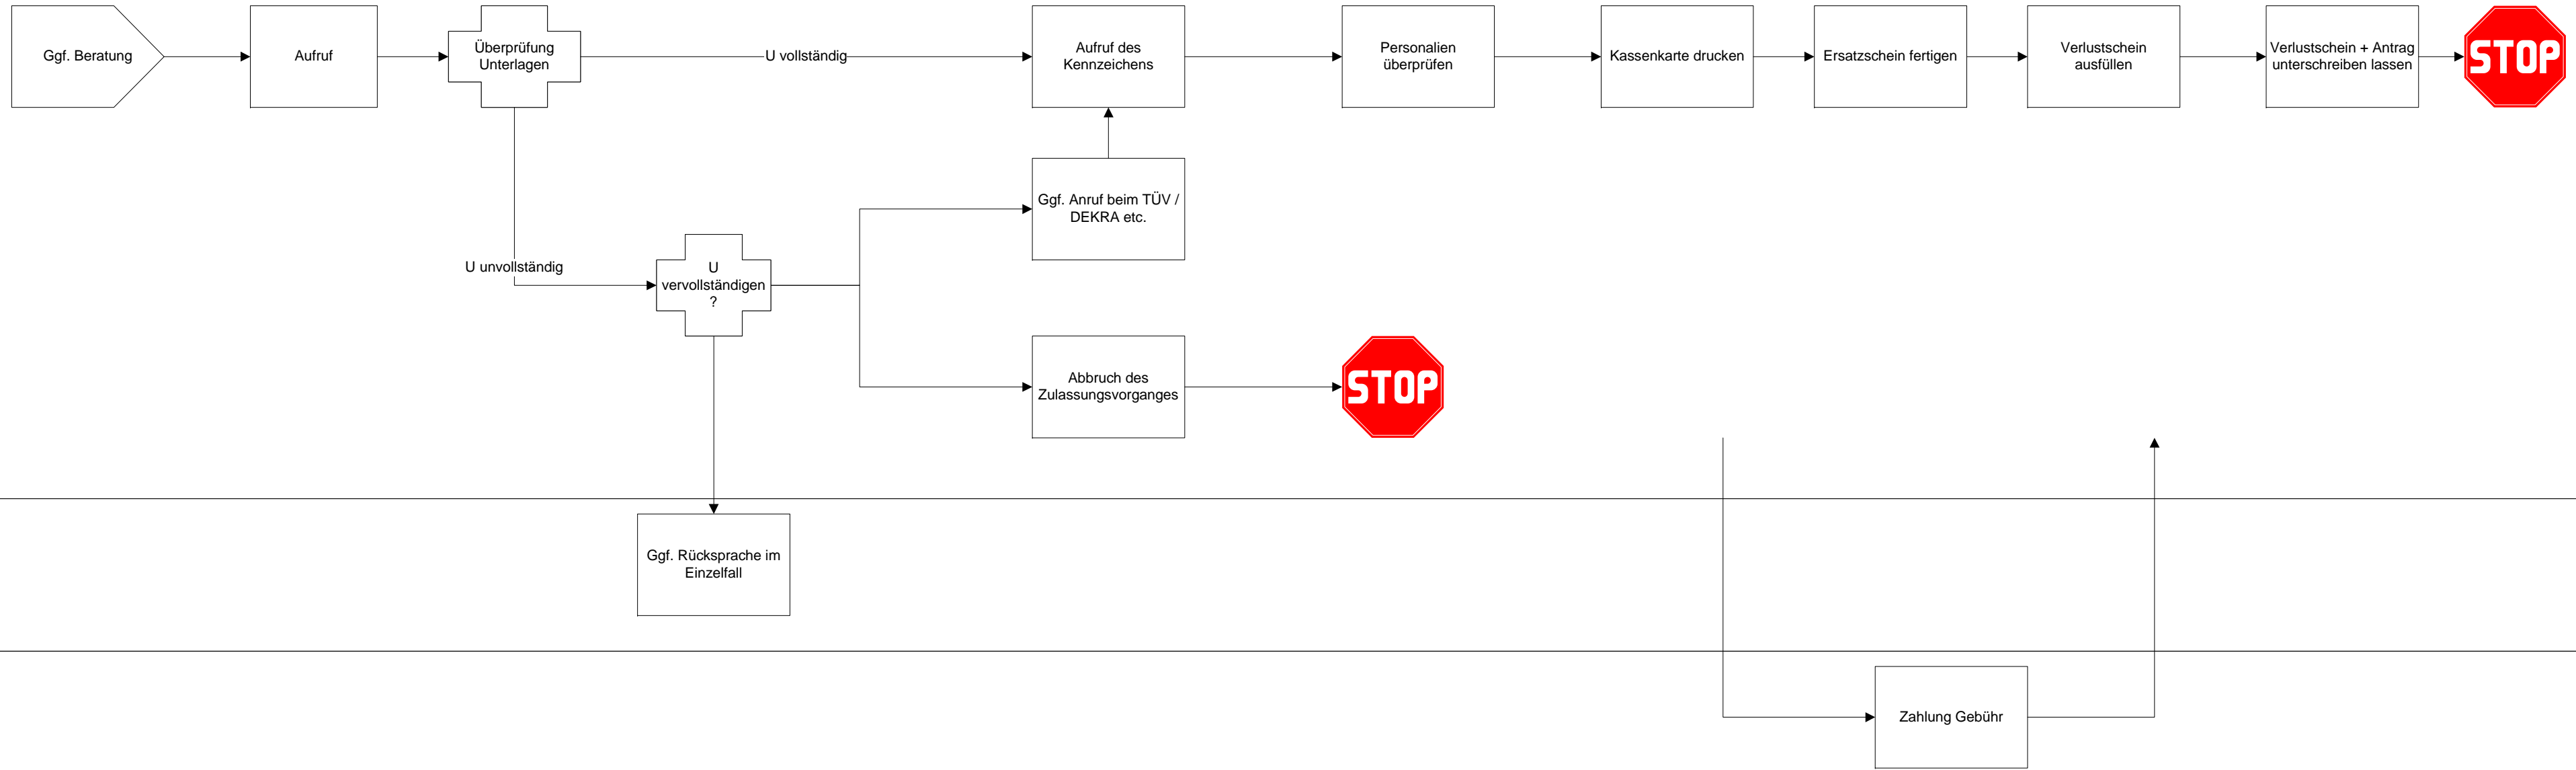 Ggf. Beratung
Aufruf
Überprüfung
Unterlagen
U vollständig
Aufruf des
Kennzeichens
Personalien
überprüfen
Kassenkarte drucken
Ersatzschein fertigen
Verlustschein
ausfüllen
Verlustschein + Antrag
unterschreiben lassen
STOP
Ggf. Anruf beim TÜV /
DEKRA etc.
U unvollständig
U
vervollständigen
?
Abbruch des
Zulassungsvorganges
STOP
Ggf. Rücksprache im
Einzelfall
Zahlung Gebühr